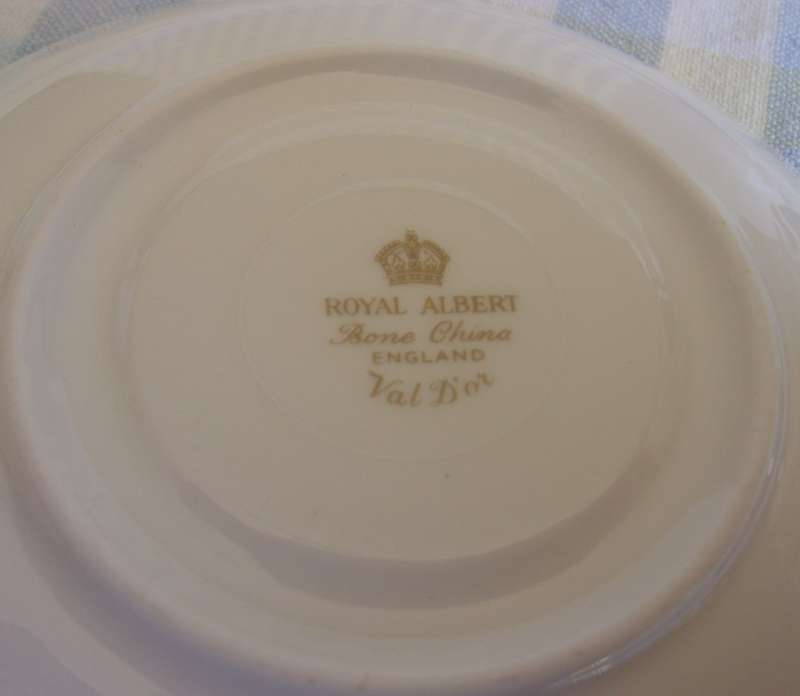 ROYAL ALBERT
Bone China
ENGLAND
Val D'or